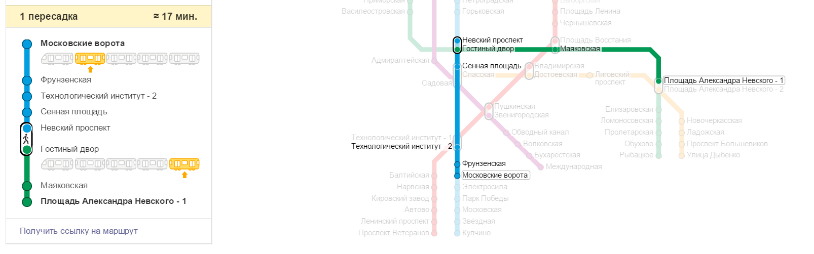 1 пересадка
≈ 17 мин.
Московские ворота
Фрунзенская
Технологический институт - 2
Сенная площадь
Невский проспект
Гостиный двор
Маяковская
Площадь Александра Невского - 1
Получить ссылку на маршрут
Василеостровская
Горьковская
Площадь Ленина
Чернышевская
Невский проспект
Гостиный двор
Площадь Восстания
Маяковская
Адмиралтейская
Сенная площадь
Спасская
Владимирская
Достоевская
Лиговский
проспект
Садовая
Площадь Александра Невского - 1
Площадь Александра Невского - 2
Пушкинская
Звенигородская
Елизаровская
Ломоносовская
Пролетарская
Обухово
Рыбацкое
Новочеркасская
Ладожская
Проспект Большевиков
Улица Дыбенко
Технологический институт - 1
Технологический институт - 2
Обводный канал
Волковская
Бухарестская
Международная
Фрунзенская
Московские ворота
Балтийская
Нарвская
Кировский завод
Автово
Ленинский проспект
Проспект Ветеранов
Электросила
Парк Победы
Московская
Звездная
Купчино